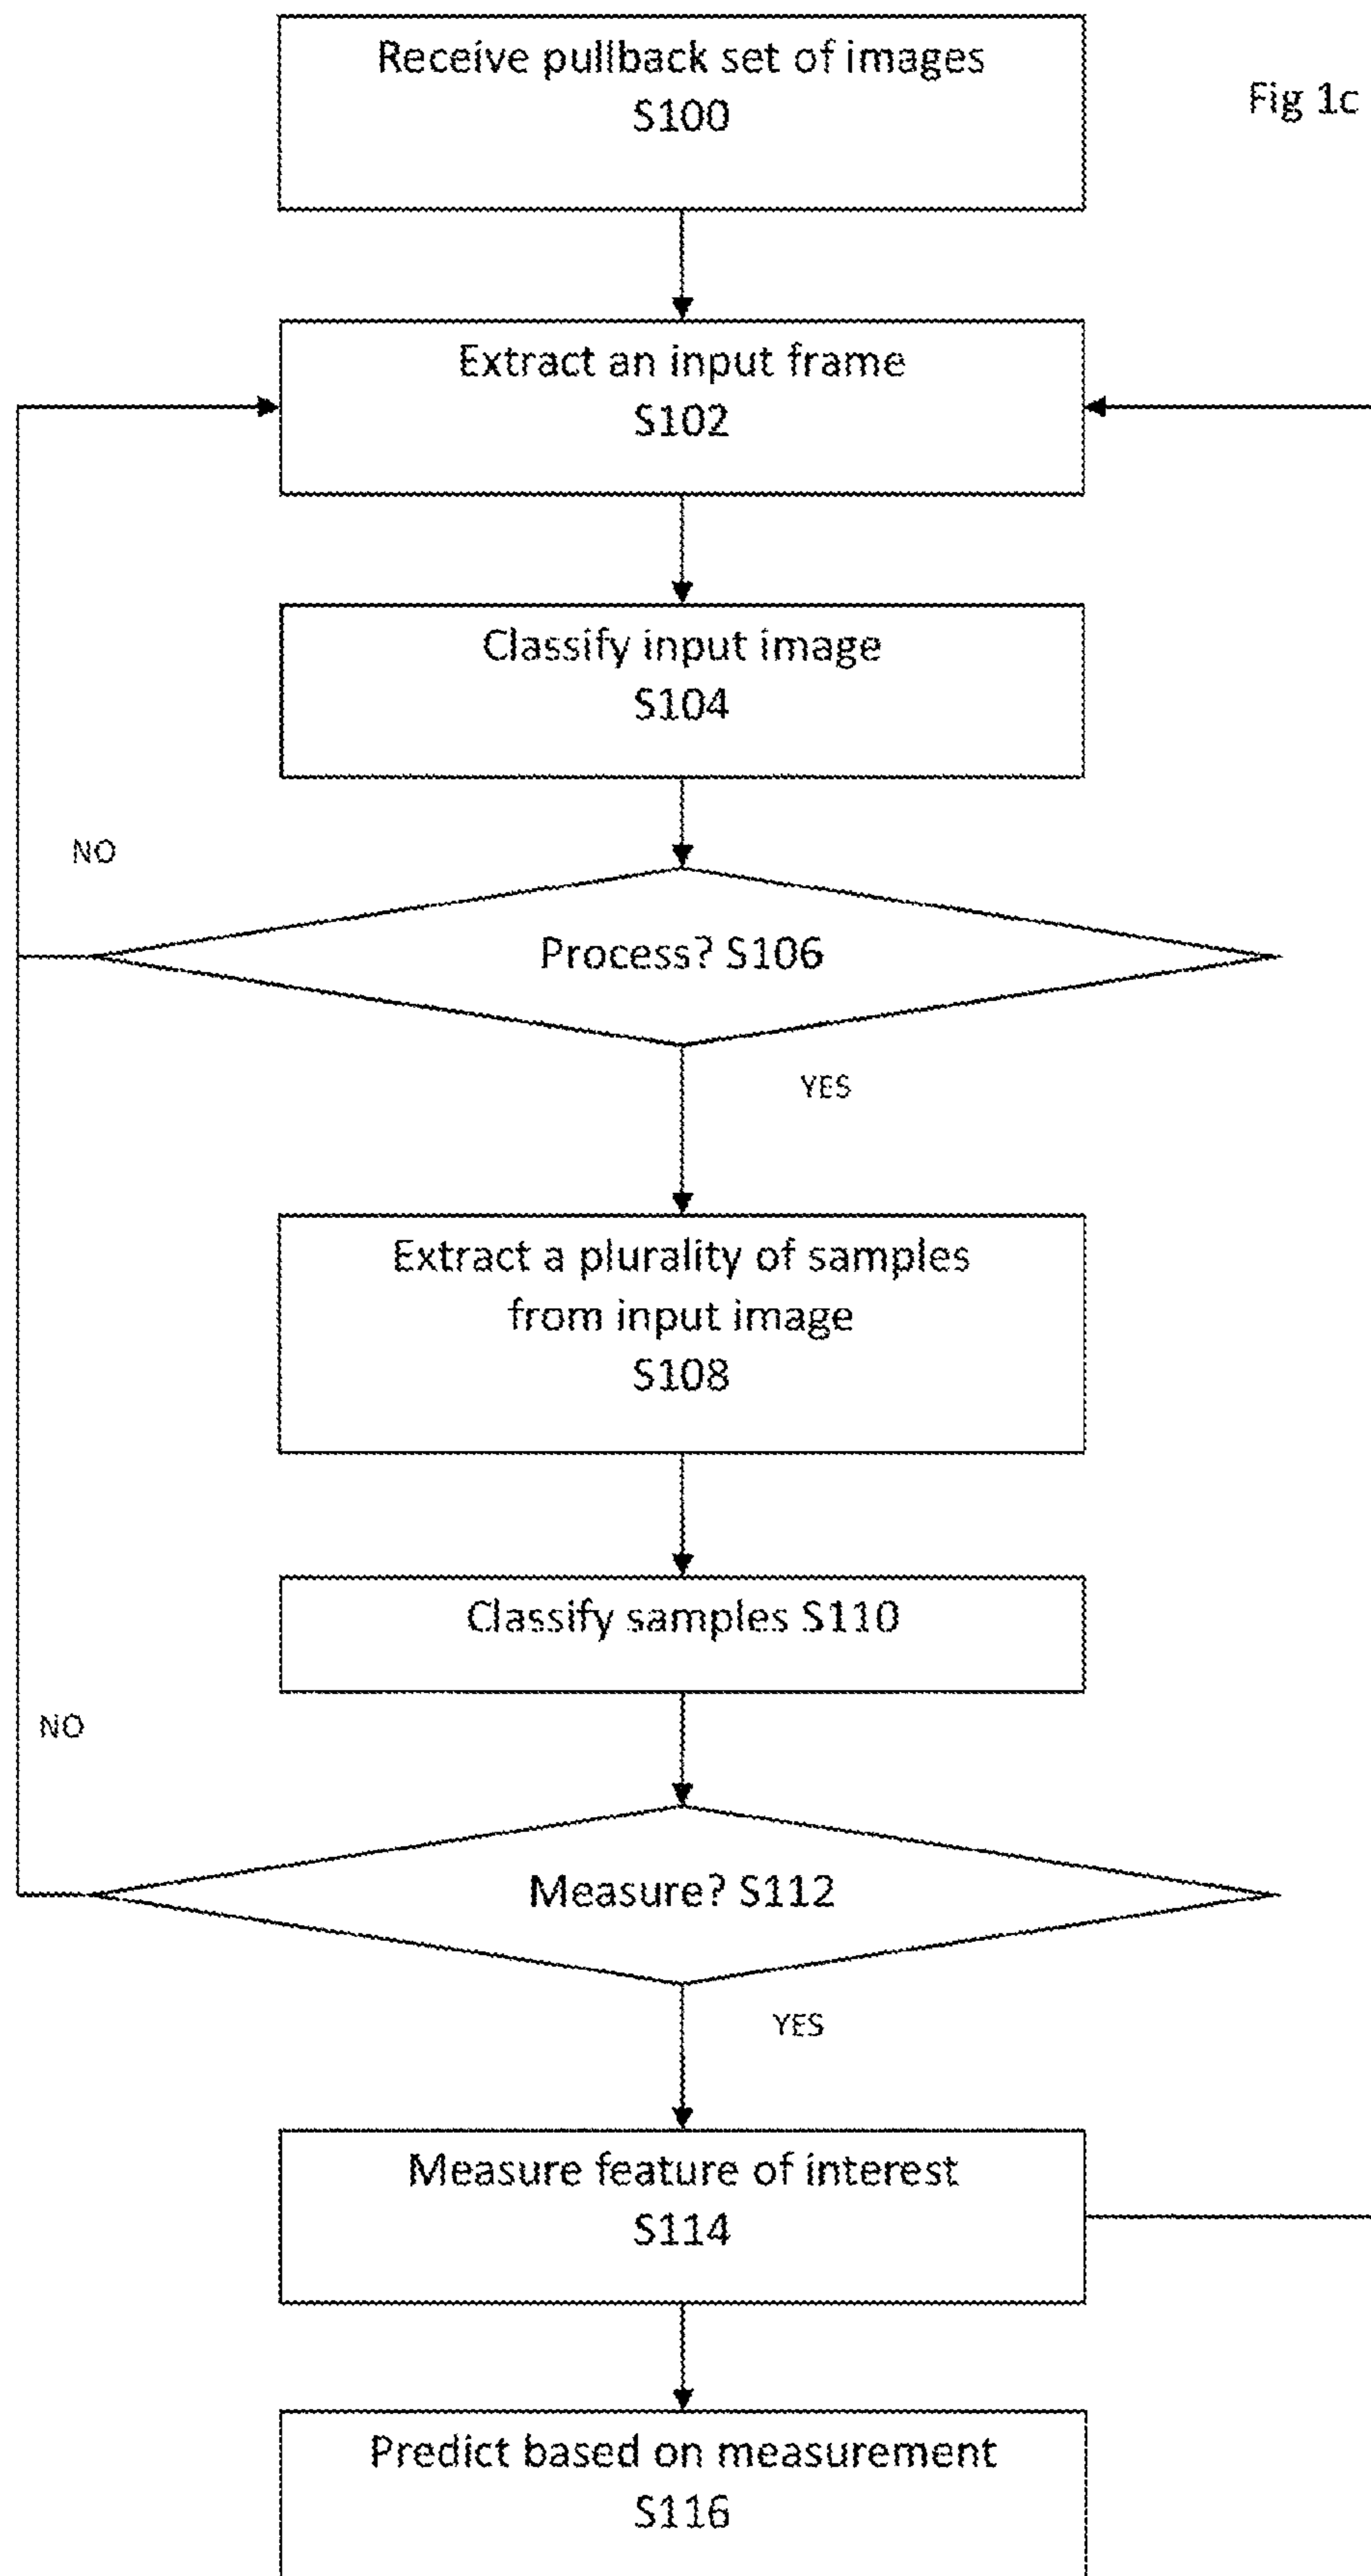 Receive pullback set of images
S100
Fig 1c
Extract an input frame
S102
Classify input image
S104
NO
Process? S106
YES
Extract a plurality of samples
from input image
S108
Classify samples S110
NO
Measure? S112
YES
Measure feature of interest
S114
Predict based on measurement
S116